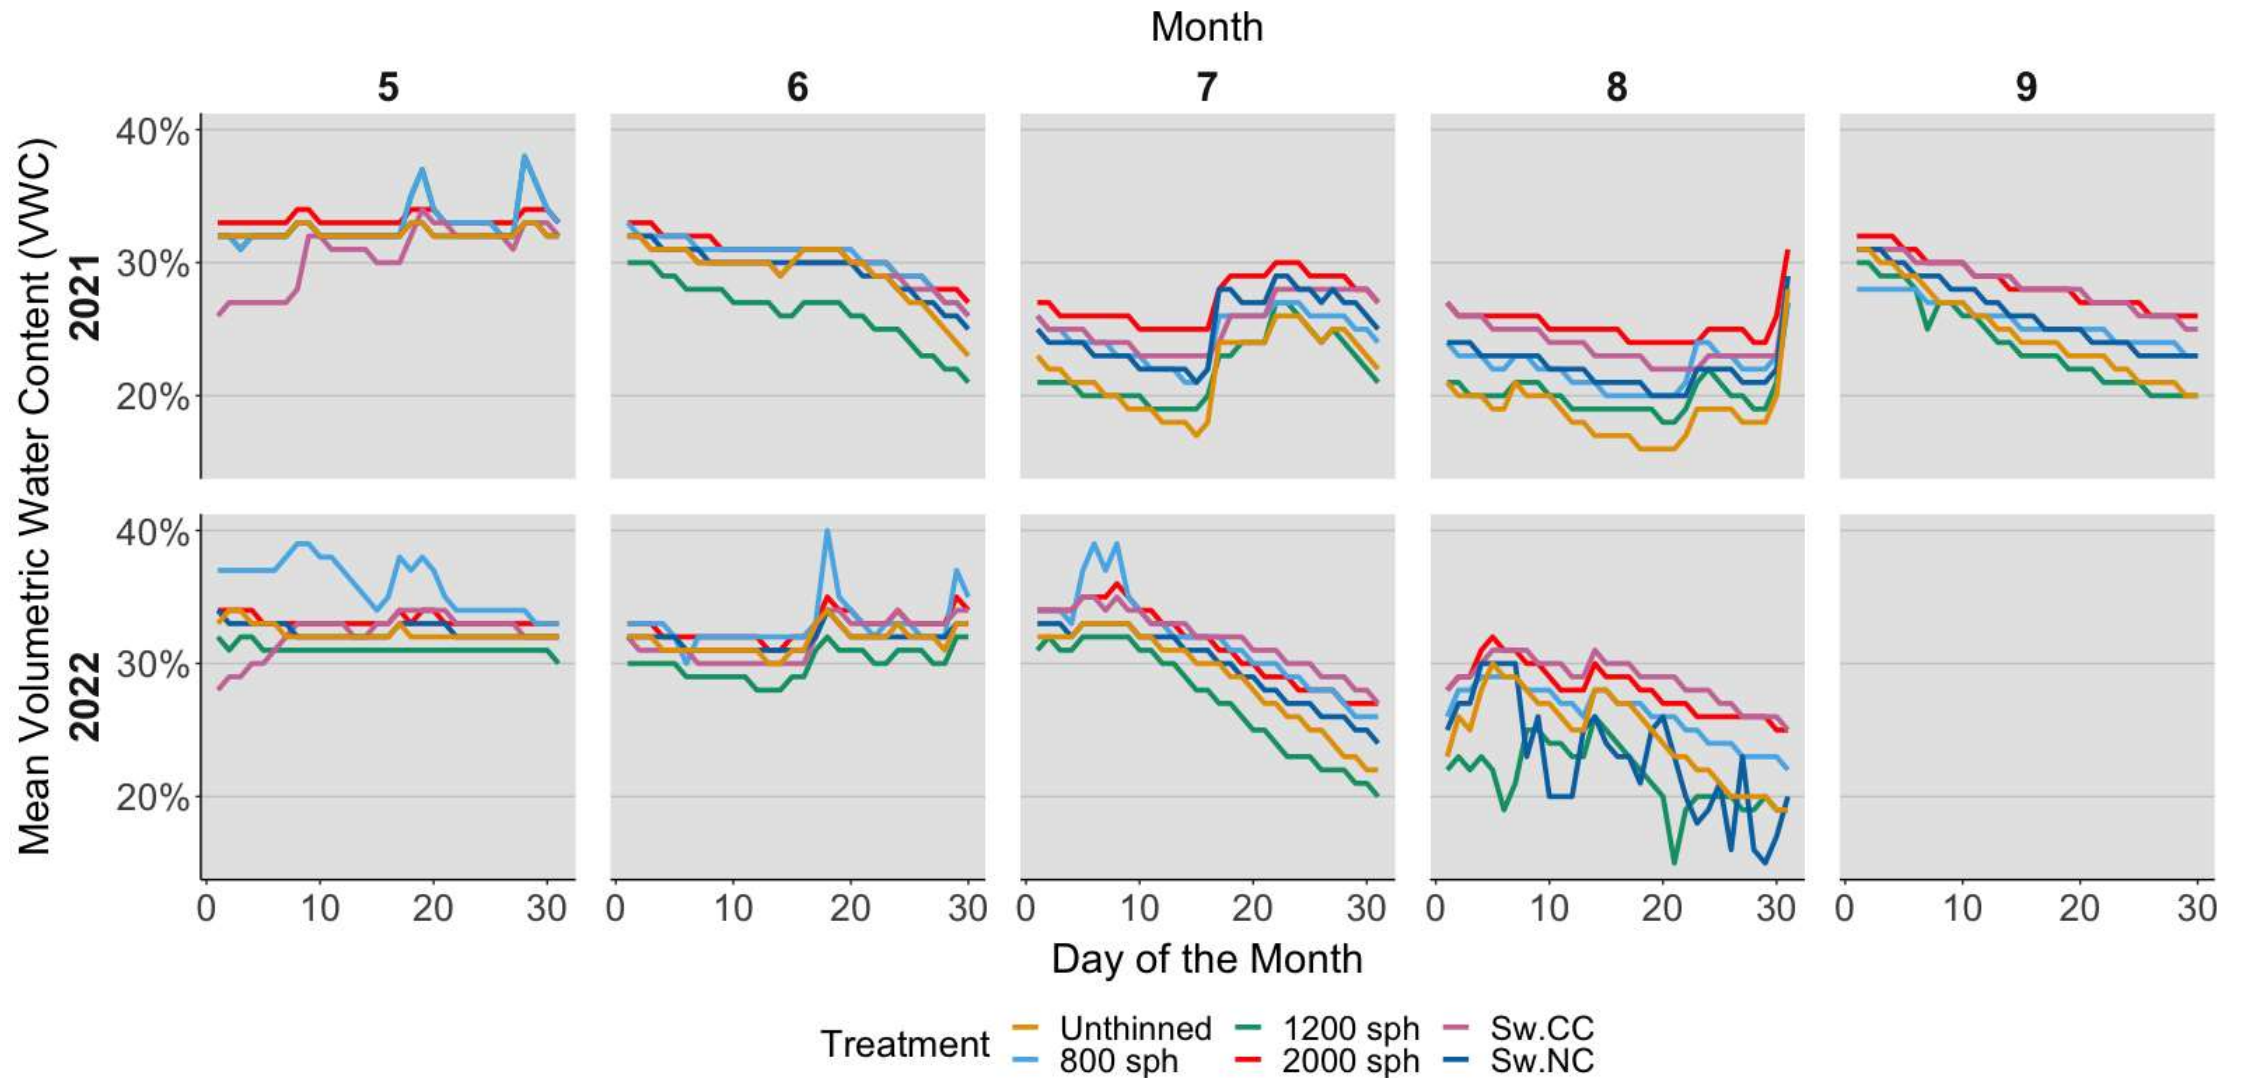 Month
5 6 7 8 9
Mean Volumetric Water Content (VWC)
2021
40%
30%
20%
2022
40%
30%
20%
0 10 20 30 0 10 20 30 0 10 20 30 0 10 20 30 0 10 20 30
Day of the Month
Treatment
Unthinned 1200 sph Sw.CC
800 sph 2000 sph Sw.NC